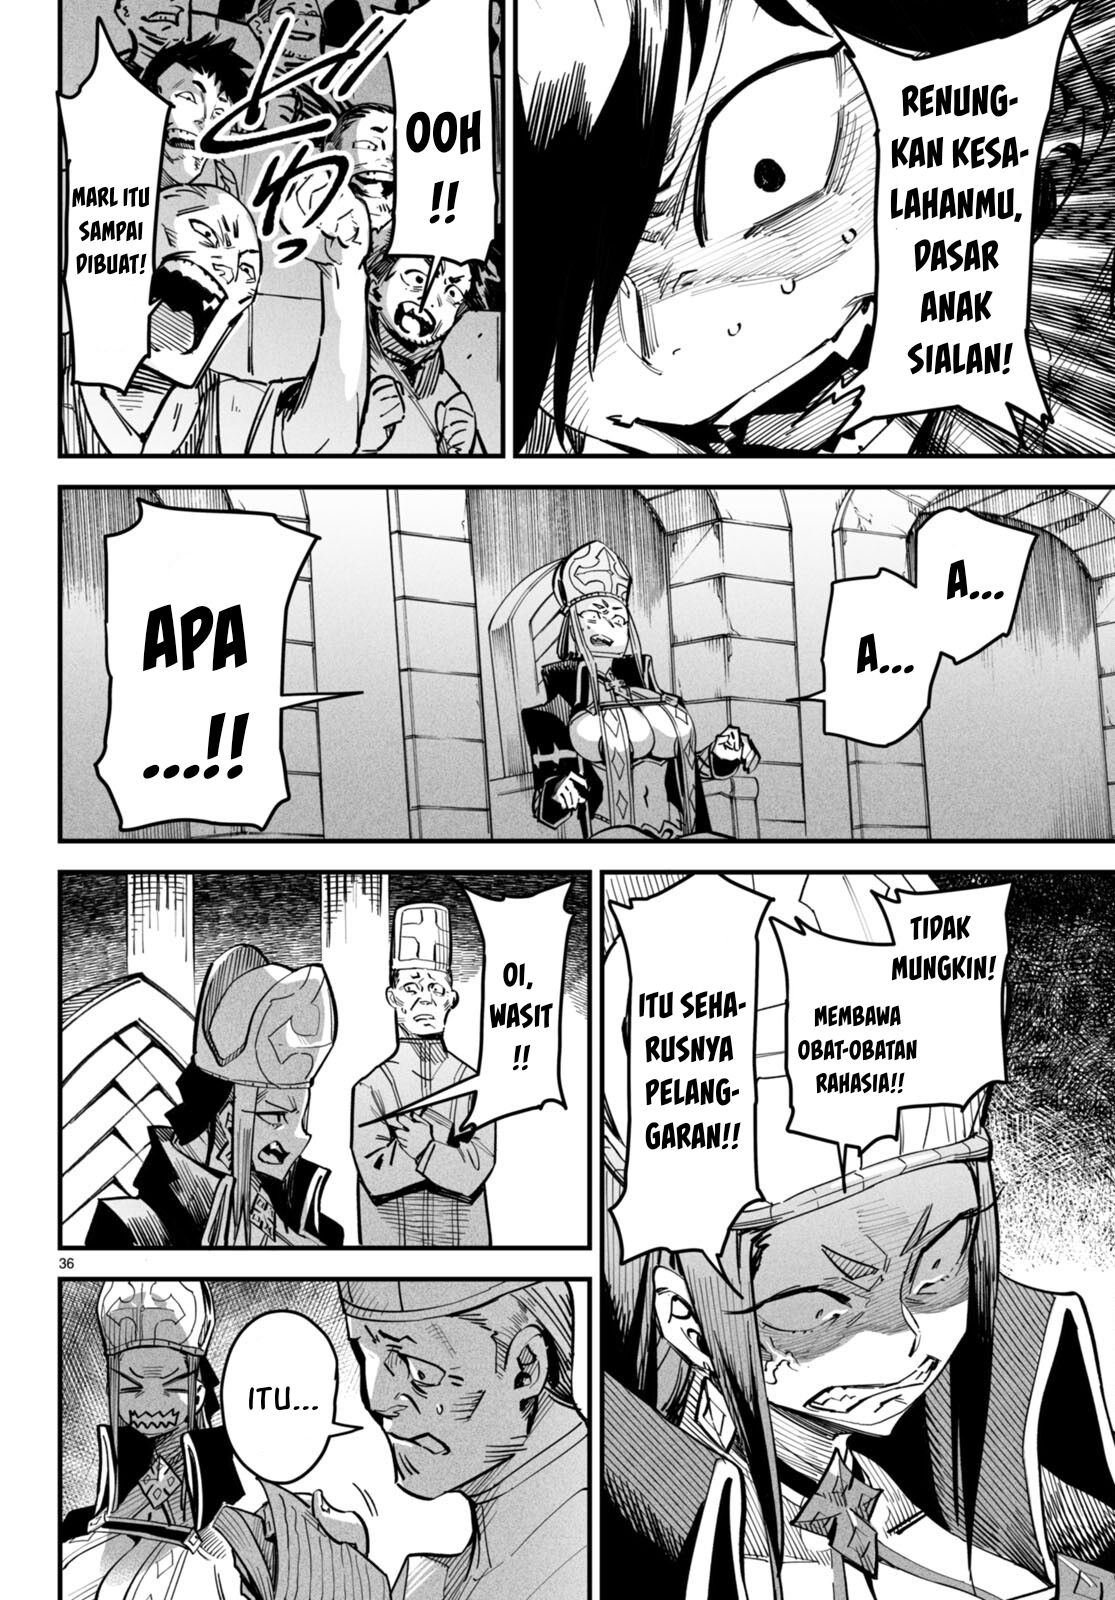 RENUNG-
KAN KESA-
LAHANMU,
DASAR
ANAK
SIALAN!
OOH
!!
MARL ITU
SAMPAI
DIBUAT!
A...
A...
APA
.....!!
TIDAK
MUNGKIN!
MEMBAWA
OBAT-OBATAN
RAHASIA!!
ITU SEHA-
RUSNYA
PELANG-
GARAN!!
OI,
WASIT
!!
36
ITU...